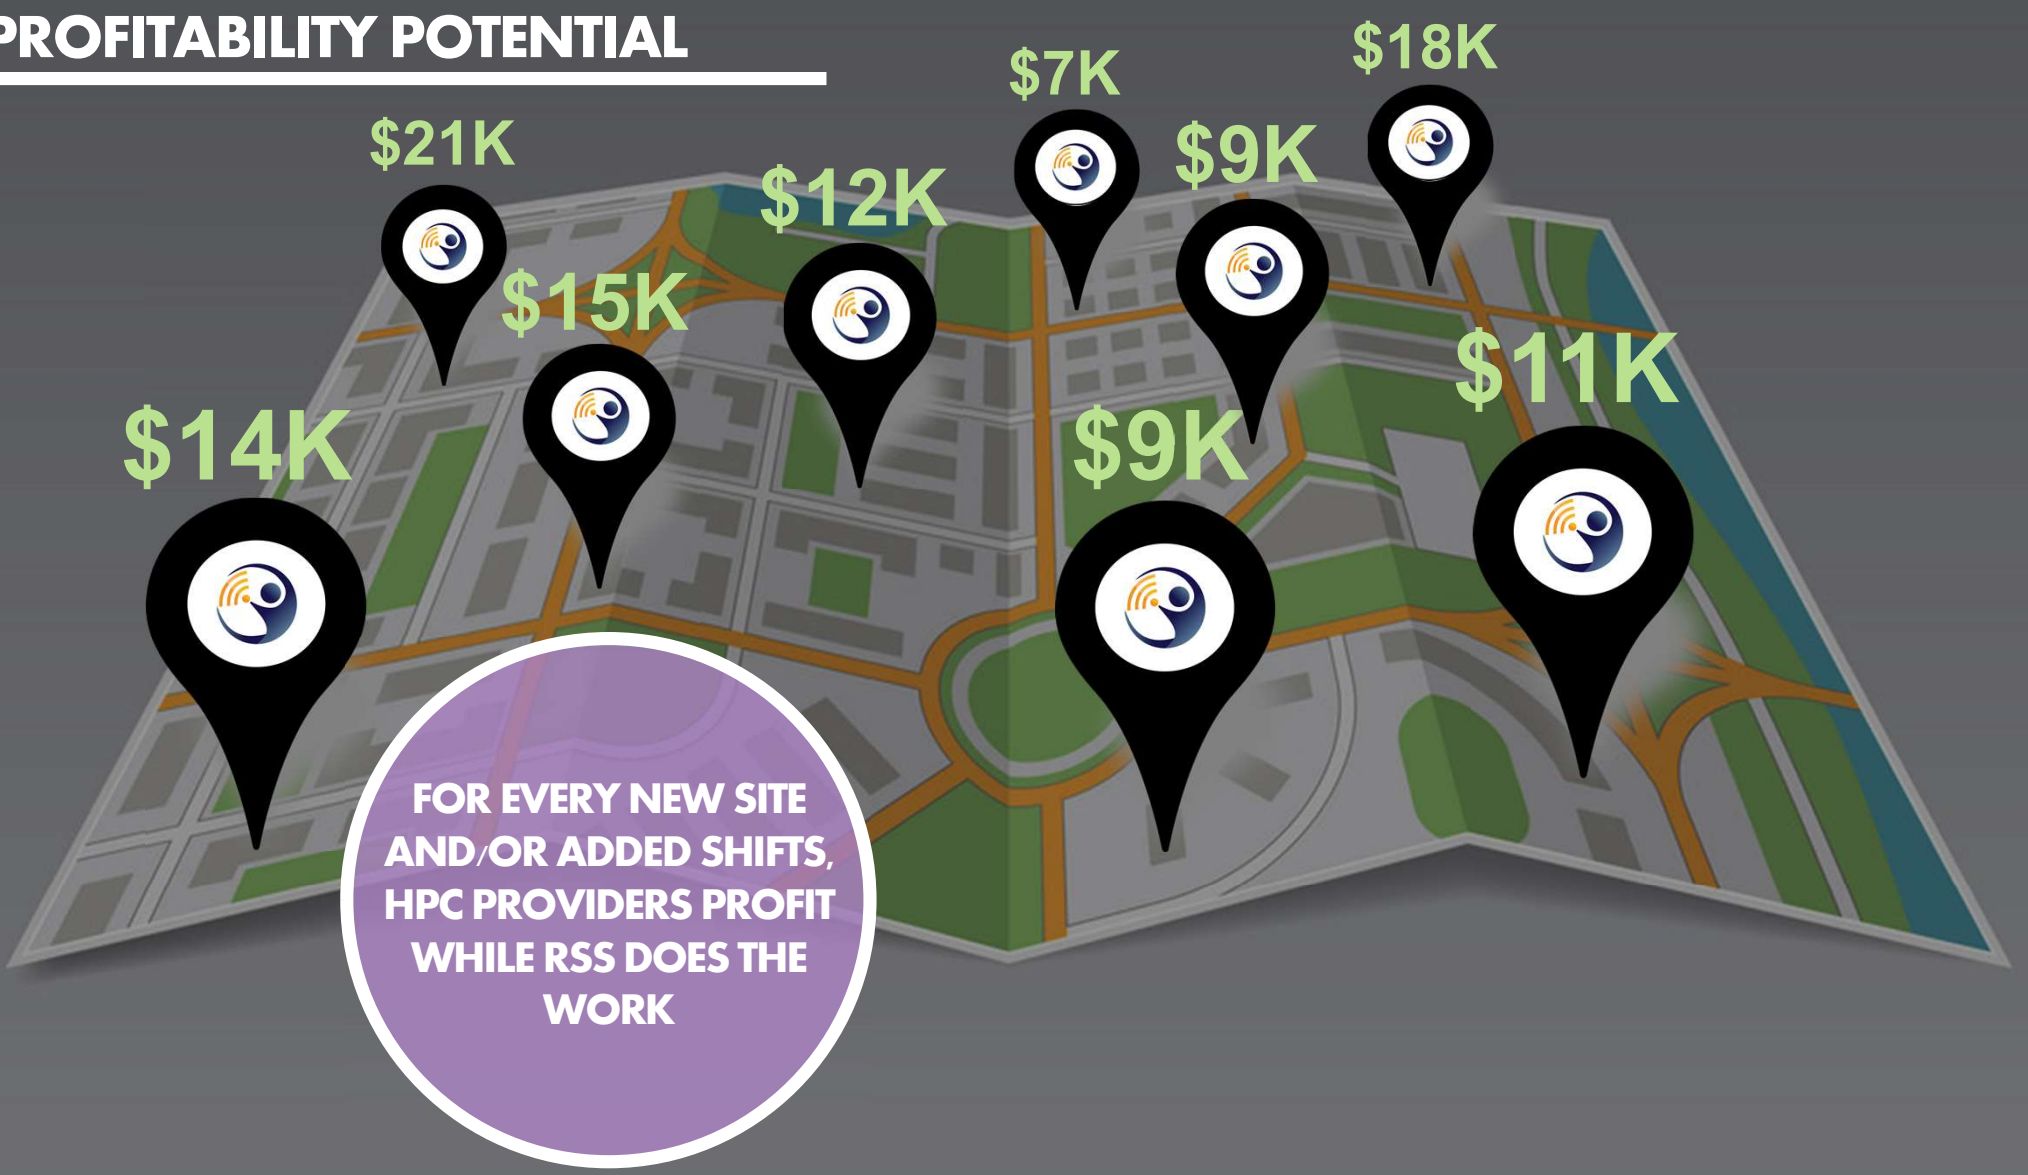 PROFITABILITY POTENTIAL
$7K
$18K
$21K
$12K
$9K
$15K
$14K
$9K
$11K
FOR EVERY NEW SITE
AND/OR ADDED SHIFTS,
HPC PROVIDERS PROFIT
WHILE RSS DOES THE
WORK